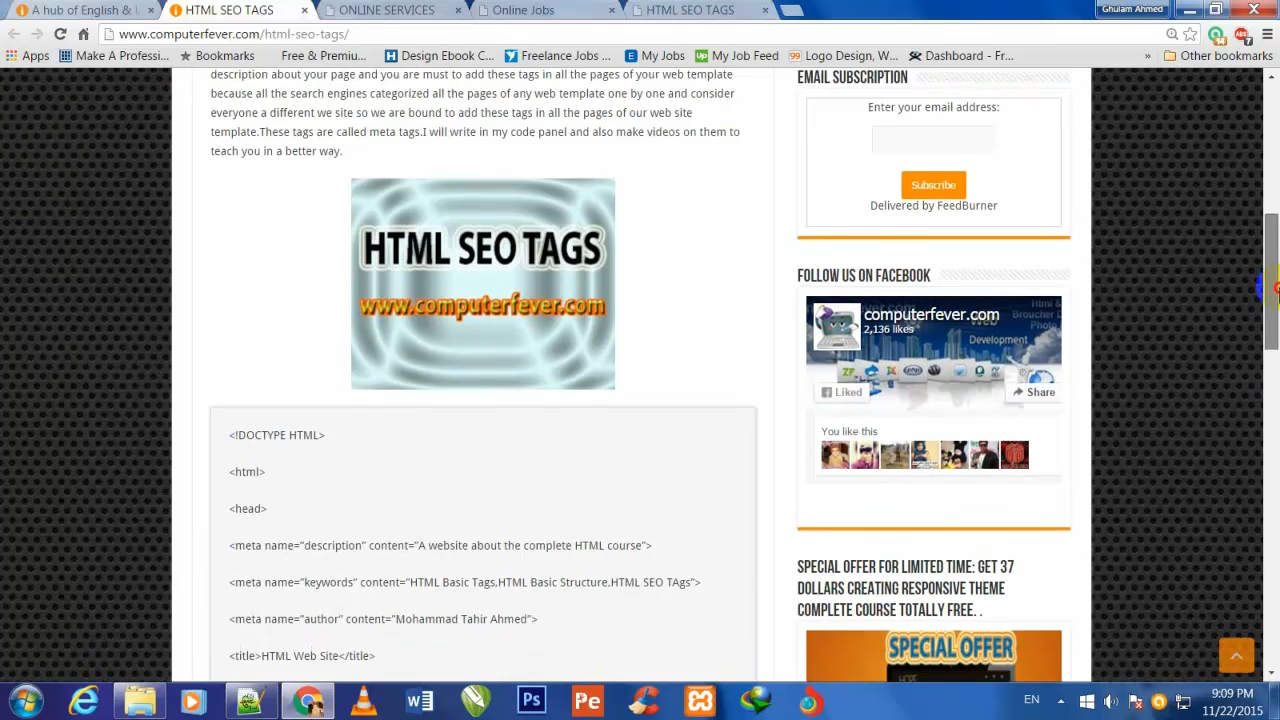 A hub of English & I
HTML SEO TAGS
ONLINE SERVICES
Online Jobs
HTML SEO TAGS
Ghulam Ahmed
www.computerfever.com/html-seo-tags/
Apps
Make A Professi...
Bookmarks
Free & Premiu...
Design Ebook C...
Freelance Jobs ...
My Jobs
My Job Feed
Logo Design, W...
Dashboard - Fr...
»
Other bookmarks
description about your page and you are must to add these tags in all the pages of your web template
because all the search engines categorized all the pages of any web template one by one and consider
everyone a different we site so we are bound to add these tags in all the pages of our web site
template.These tags are called meta tags.I will write in my code panel and also make videos on them to
teach you in a better way.
HTML SEO TAGS
www.computerfever.com
<!DOCTYPE HTML>
<html>
<head>
<meta name="description" content="A website about the complete HTML course">
<meta name="keywords" content="HTML Basic Tags,HTML Basic Structure,HTML SEO TAgs">
<meta name="author" content="Mohammad Tahir Ahmed">
<title>HTML Web Site</title>
EMAIL SUBSCRIPTION
Enter your email address:
Subscribe
Delivered by FeedBurner
FOLLOW US ON FACEBOOK
computerfever.com
2,136 likes
Html &
Broucher D
Photo
Web
Development
Liked
Share
You like this
SPECIAL OFFER FOR LIMITED TIME: GET 37
DOLLARS CREATING RESPONSIVE THEME
COMPLETE COURSE TOTALLY FREE. .
SPECIAL OFFER
EN
9:09 PM
11/22/2015